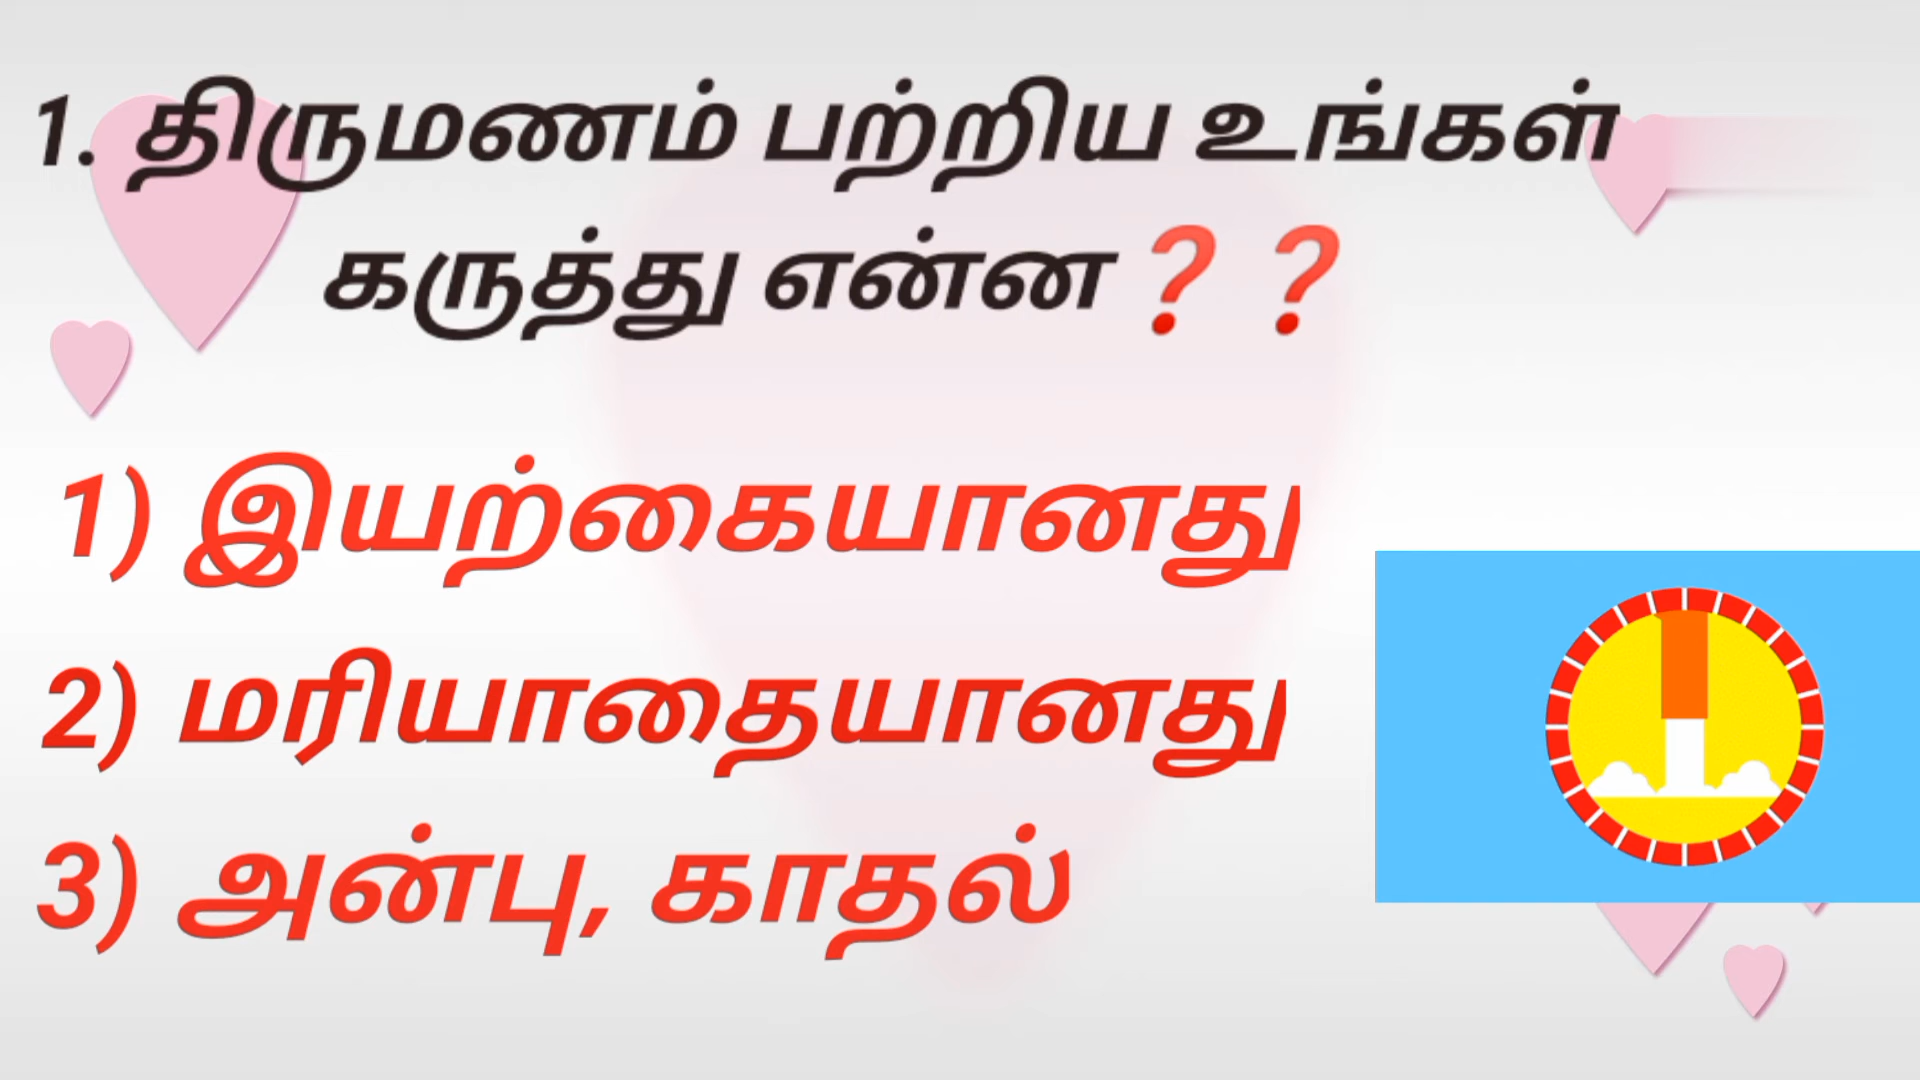 1. திருமணம் பற்றிய உங்கள்
கருத்து என்ன❓❓
1) இயற்கையானது
2) மரியாதையானது
3) அன்பு, காதல்